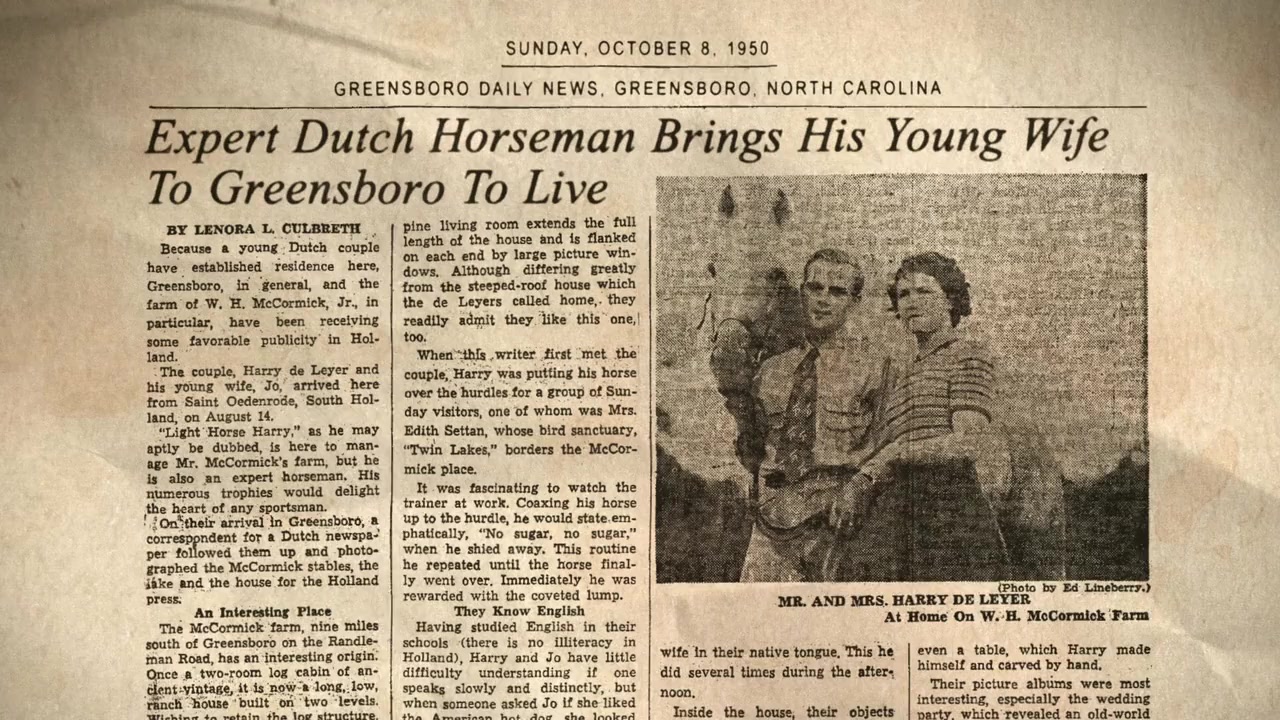 SUNDAY, OCTOBER 8, 1950
GREENSBORO DAILY NEWS, GREENSBORO, NORTH CAROLINA
Expert Dutch Horseman Brings His Young Wife
To Greensboro To Live
BY LENORA L. CULBRETH
Because a young Dutch couple
have established residence here,
Greensboro, in general, and the
farm of W. H. McCormick, Jr., in
particular, have been receiving
some favorable publicity in Hol-
land.
The couple, Harry de Leyer and
his young wife, Jo, arrived here
from Saint Oedenrode, South Hol-
land, on August 14.
"Light Horse Harry," as he may
aptly be dubbed, is here to man-
age Mr. McCormick's farm, but he
is also an expert horseman. His
numerous trophies would delight
the heart of any sportsman.
On their arrival in Greensboro, a
correspondent for a Dutch newspa-
per followed them up and photo-
graphed the McCormick stables, the
lake and the house for the Holland
press.
An Interesting Place
The McCormick farm, nine miles
south of Greensboro on the Randle-
man Road, has an interesting origin.
Once a two-room log cabin of an-
cient vintage, it is now a long, low,
ranch house built on two levels.
Wishing to retain the log structure,
pine living room extends the full
length of the house and is flanked
on each end by large picture win-
dows. Although differing greatly
from the steeped-roof house which
the de Leyers called home, they
readily admit they like this one,
too.
When this writer first met the
couple, Harry was putting his horse
over the hurdles for a group of Sun-
day visitors, one of whom was Mrs.
Edith Settan, whose bird sanctuary,
"Twin Lakes," borders the McCor-
mick place.
It was fascinating to watch the
trainer at work. Coaxing his horse
up to the hurdle, he would state em-
phatically, "No sugar, no sugar,"
when he shied away. This routine
he repeated until the horse final-
ly went over. Immediately he was
rewarded with the coveted lump.
They Know English
Having studied English in their
schools (there is no illiteracy in
Holland), Harry and Jo have little
difficulty understanding if one
speaks slowly and distinctly, but
when someone asked Jo if she liked
the American hot dog, she looked
(Photo by Ed Lineberry.)
MR. AND MRS. HARRY DE LEYER
At Home On W. H. McCormick Farm
wife in their native tongue. This he
did several times during the after-
noon.
Inside the house, their objects
even a table, which Harry made
himself and carved by hand.
Their picture albums were most
interesting, especially the wedding
party, which revealed an old-world